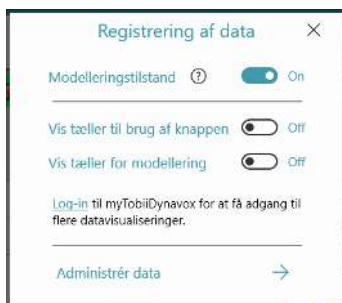 Registrering af data
Modelleringstilstand ? On
Vis tæller til brug af knappen Off
Vis tæller for modellering Off
Log-in til myTobiiDynavox for at få adgang til
flere datavisualiseringer.
Administrér data